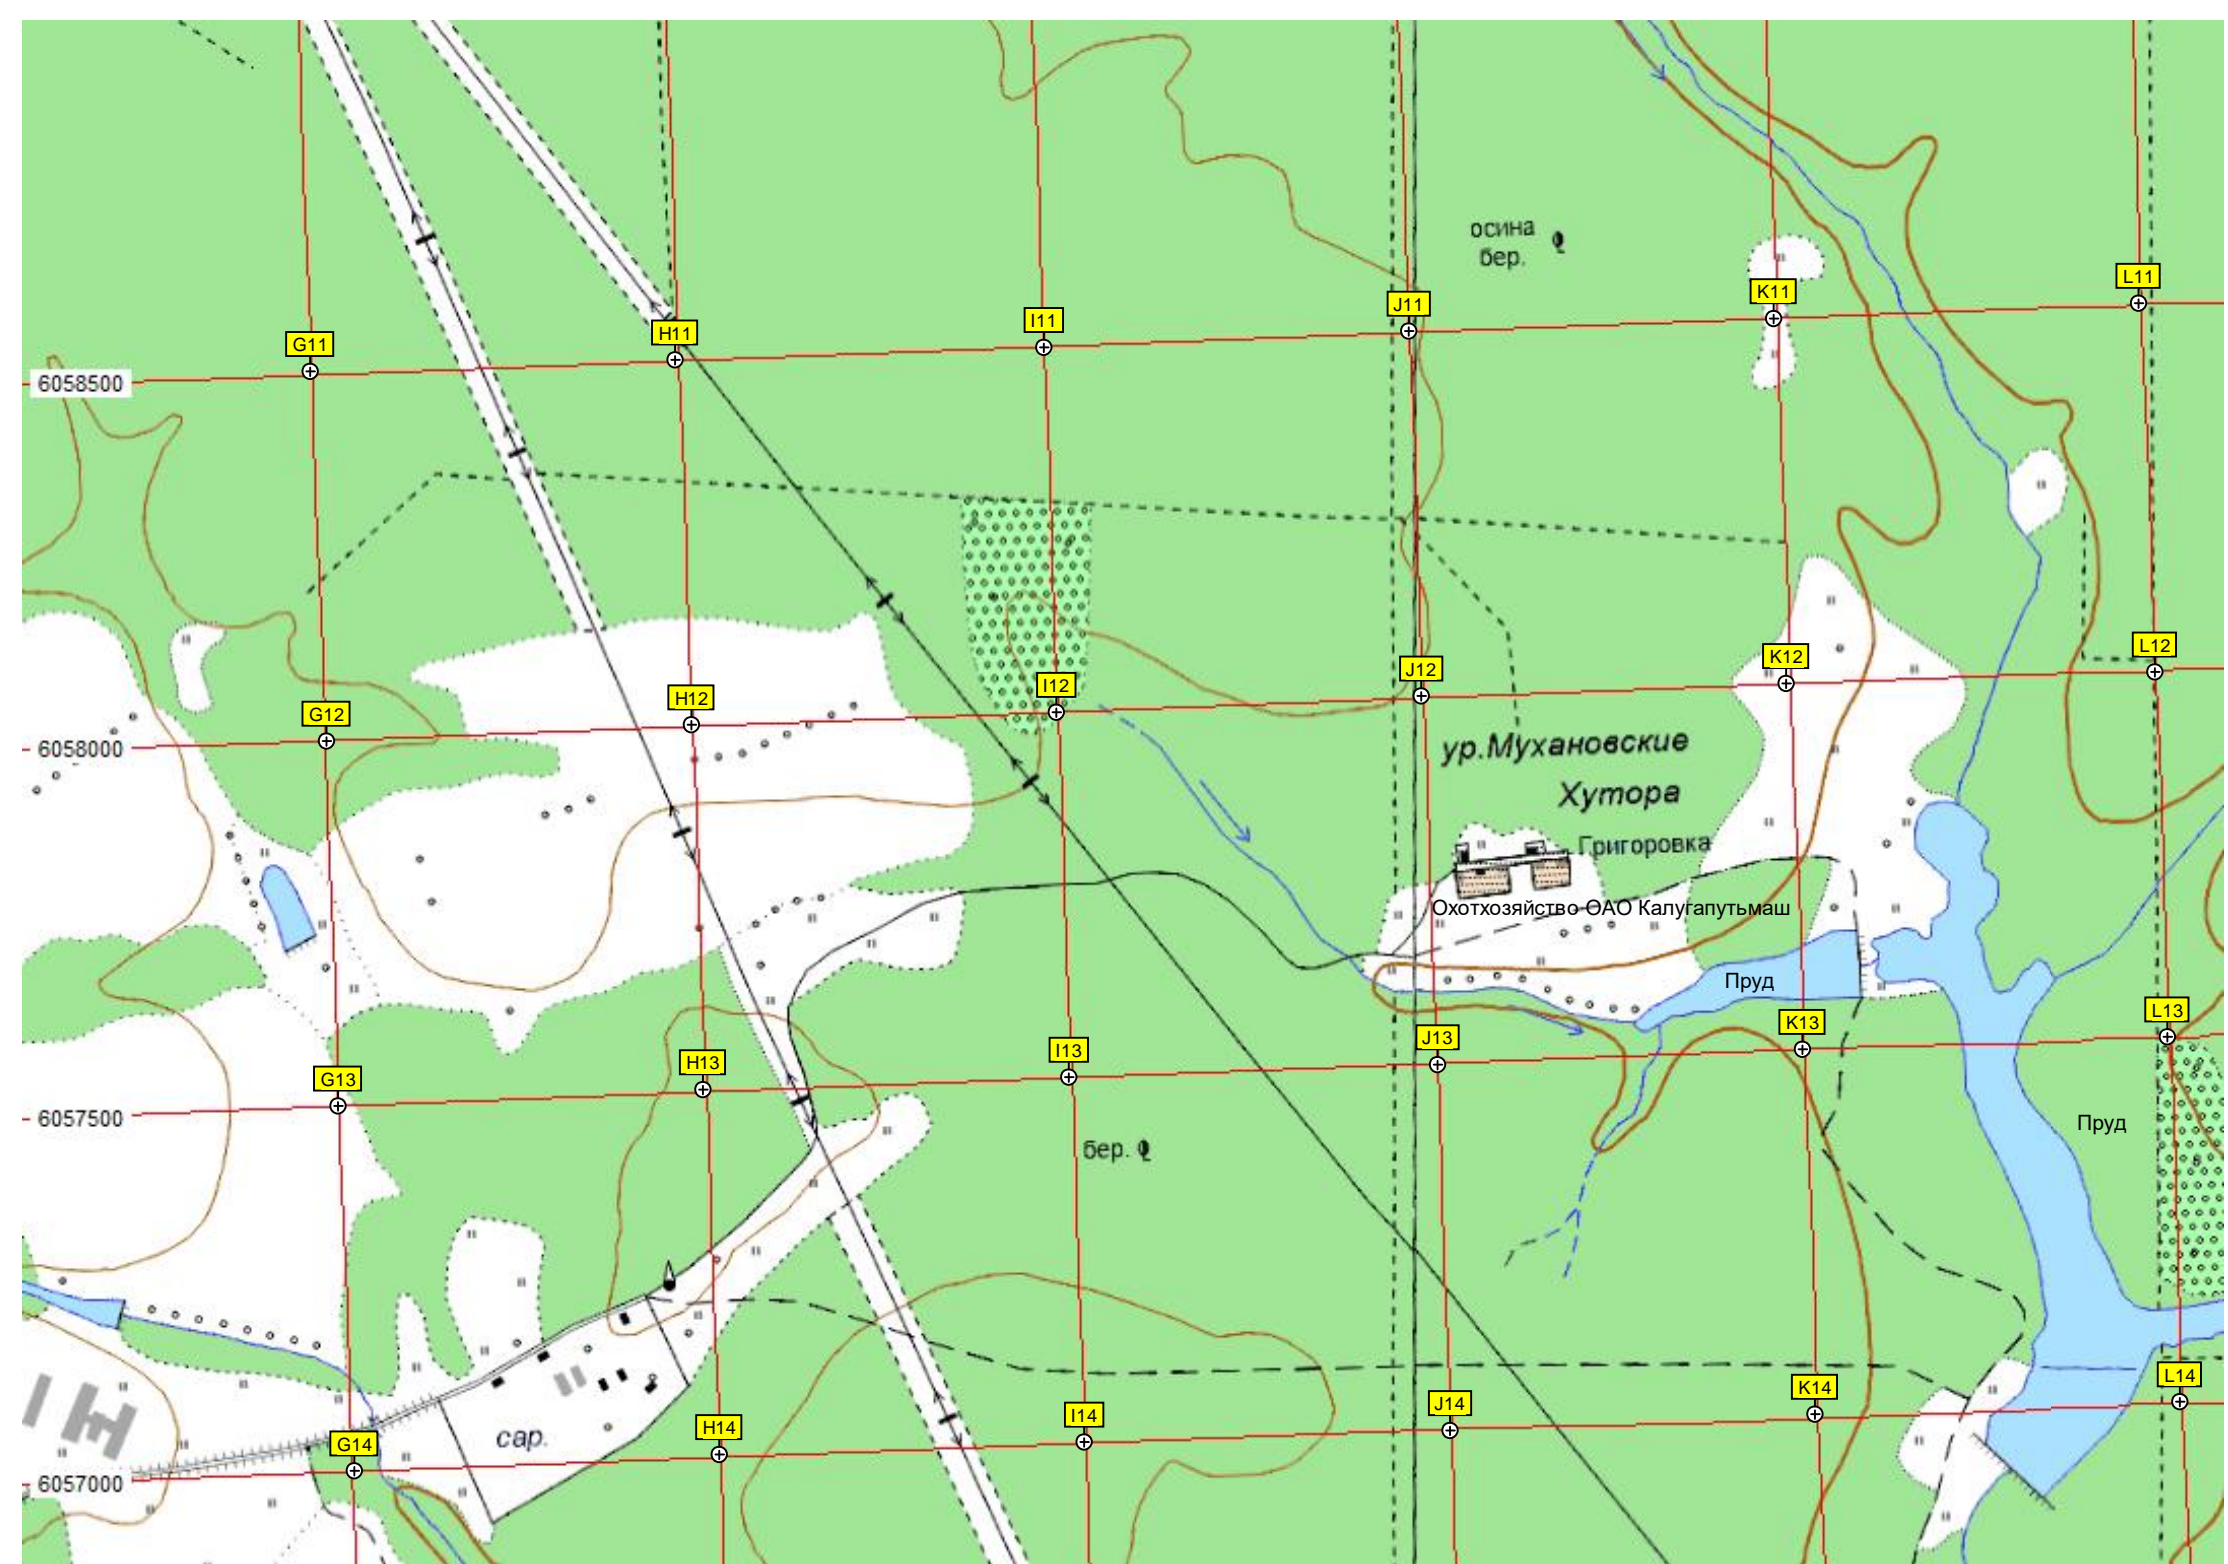 осина
бер.
L11
K11
J11
I11
H11
G11
6058500
L12
K12
J12
I12
H12
G12
6058000
ур.Мухановские
Хутора
Григоровка
Охотхозяйство ОАО Калугапутьмаш
Пруд
L13
K13
J13
I13
H13
G13
6057500
Пруд
бер.
L14
K14
J14
I14
H14
G14
сар.
6057000